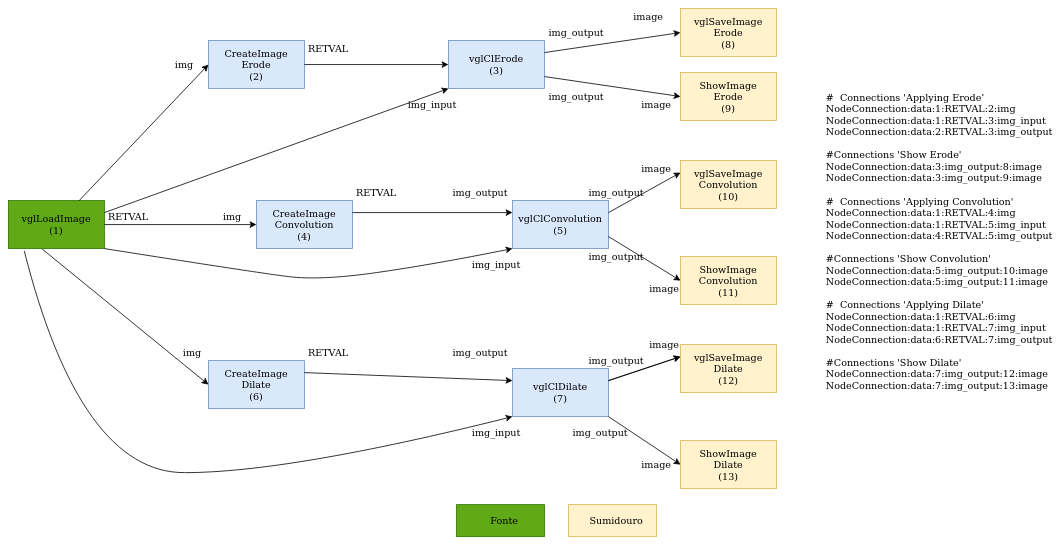 image
vglSaveImage
Erode
(8)
img_output
RETVAL
CreateImage
Erode
(2)
img
vglClErode
(3)
img_output
image
ShowImage
Erode
(9)
img_input
vglLoadImage
(1)
RETVAL
img
CreateImage
Convolution
(4)
RETVAL
img_output
vglClConvolution
(5)
img_input
img_output
image
vglSaveImage
Convolution
(10)
img_output
image
ShowImage
Convolution
(11)
img
CreateImage
Dilate
(6)
RETVAL
img_output
vglClDilate
(7)
img_input
img_output
image
vglSaveImage
Dilate
(12)
img_output
image
ShowImage
Dilate
(13)
Fonte
Sumidouro
#  Connections 'Applying Erode’
NodeConnection:data:1:RETVAL:2:img
NodeConnection:data:1:RETVAL:3:img_input
NodeConnection:data:2:RETVAL:3:img_output
#Connections 'Show Erode'
NodeConnection:data:3:img_output:8:image
NodeConnection:data:3:img_output:9:image
#  Connections 'Applying Convolution'
NodeConnection:data:1:RETVAL:4:img
NodeConnection:data:1:RETVAL:5:img_input
NodeConnection:data:4:RETVAL:5:img_output
#Connections 'Show Convolution'
NodeConnection:data:5:img_output:10:image
NodeConnection:data:5:img_output:11:image
#  Connections 'Applying Dilate'
NodeConnection:data:1:RETVAL:6:img
NodeConnection:data:1:RETVAL:7:img_input
NodeConnection:data:6:RETVAL:7:img_output
#Connections 'Show Dilate'
NodeConnection:data:7:img_output:12:image
NodeConnection:data:7:img_output:13:image